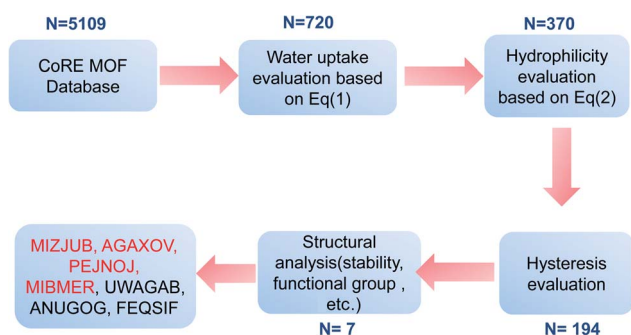 N=5109
N=720
N=370
CoRE MOF
Database
Water uptake
evaluation based
on Eq(1)
Hydrophilicity
evaluation
based on Eq(2)
MIZJUB, AGAXOV,
PEJNOJ,
MIBMER, UWAGAB,
ANUGOG, FEQSIF
Structural
analysis(stability,
functional group ,
etc.)
N= 7
Hysteresis
evaluation
N= 194